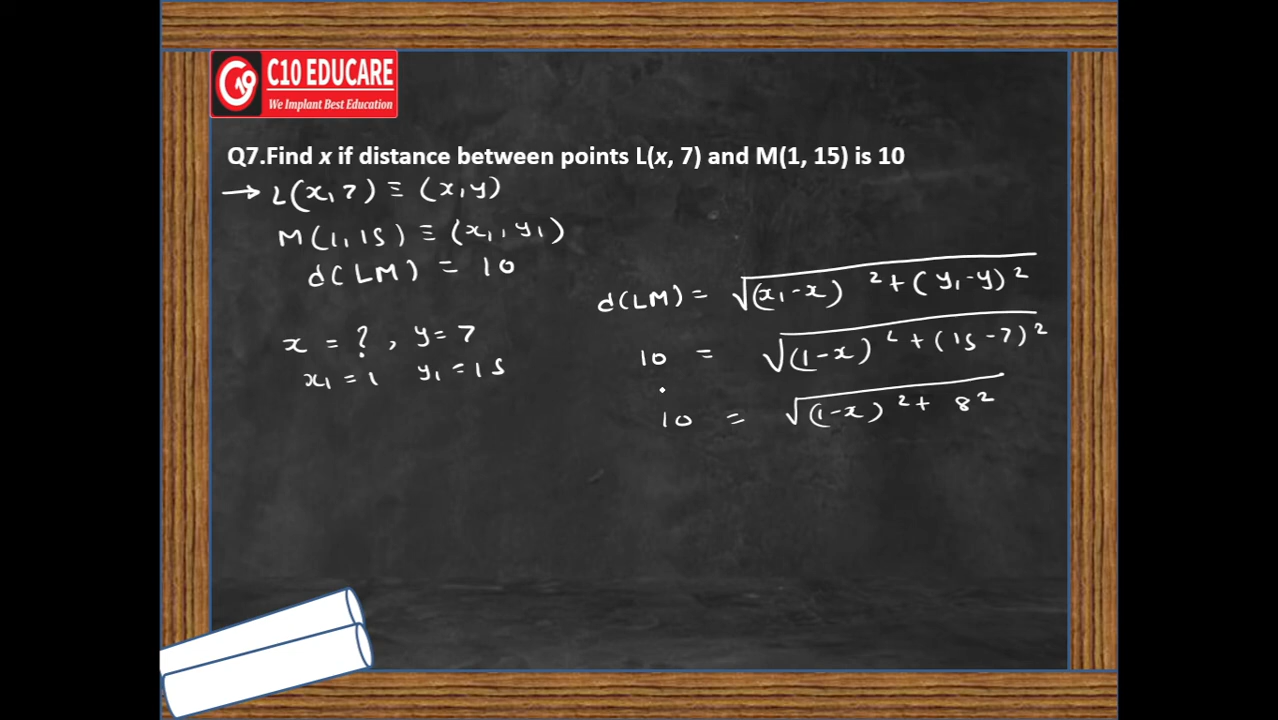 C10 EDUCARE
We Implant Best Education
Q7.Find x if distance between points L(x, 7) and M(1, 15) is 10
→ L(x, 7) ≡ (x, y)
M(1, 15) ≡ (x₁, y₁)
d(LM) = 10
x = ?, y = 7
x₁ = 1 y₁ = 15
d(LM) = √(x₁-x)² + (y₁-y)²
10 = √(1-x)² + (15-7)²
10 = √(1-x)² + 8²